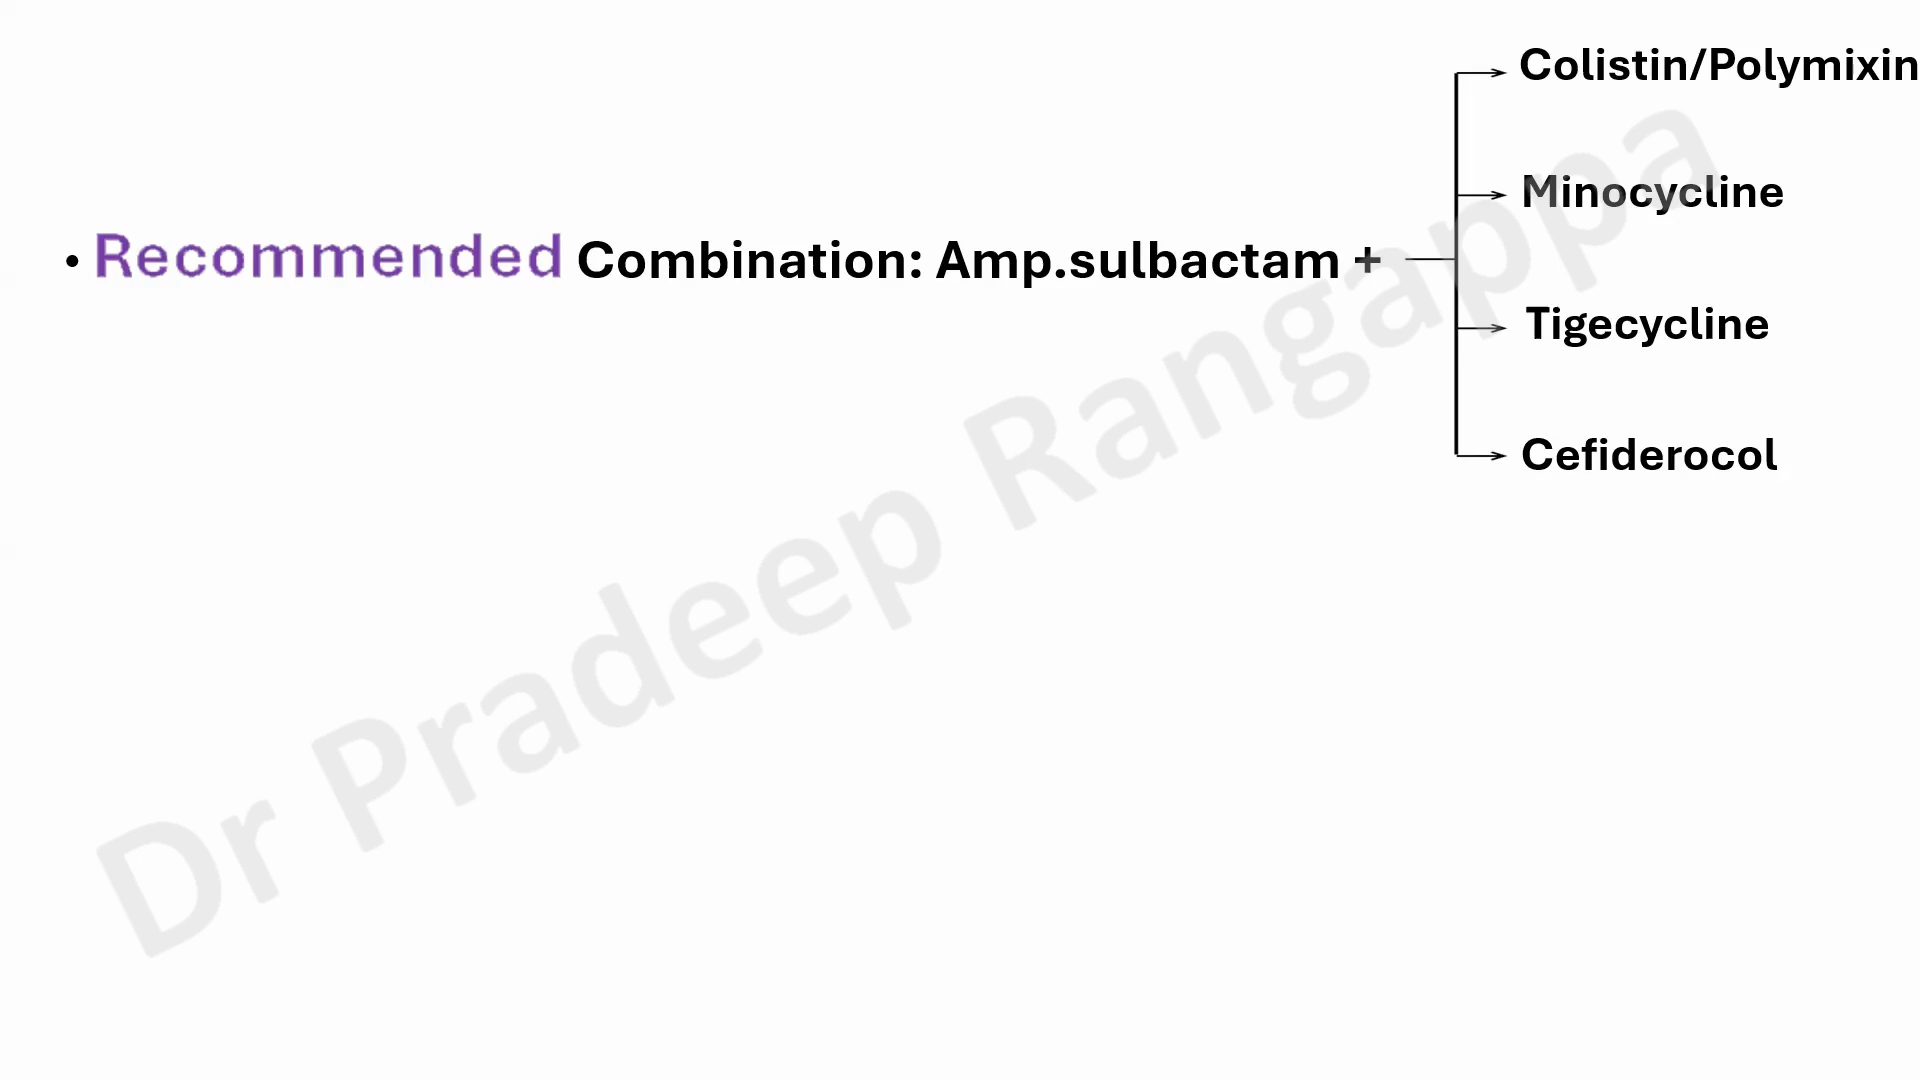 • Recommended Combination: Amp.sulbactam +
Colistin/Polymixin
Minocycline
Tigecycline
Cefiderocol
Dr Pradeep Rangappa